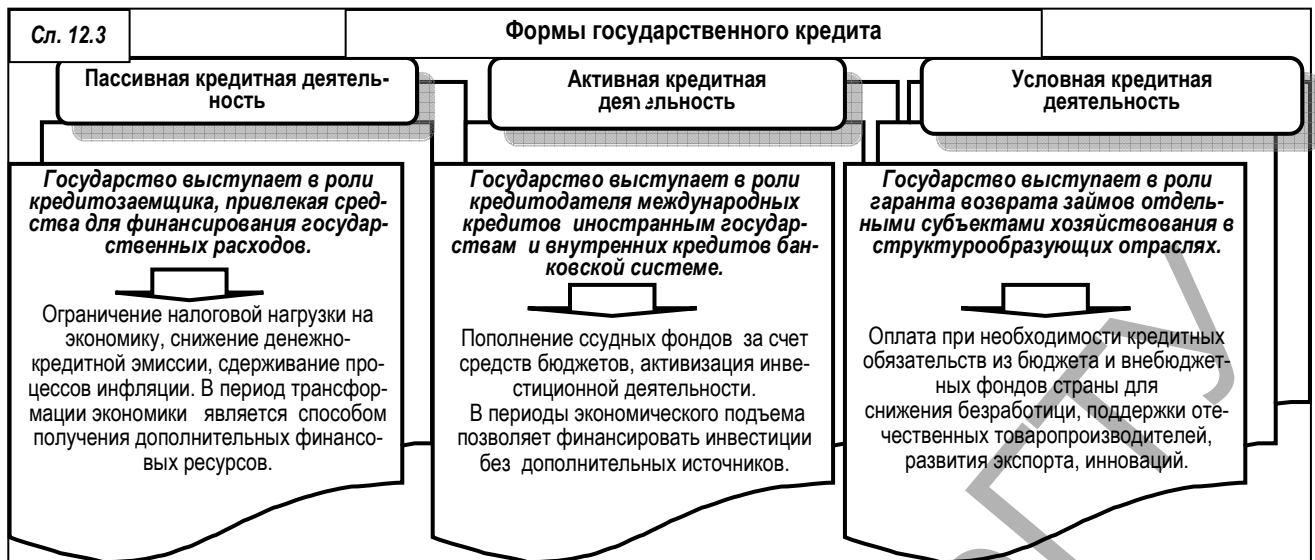 Сл. 12.3
Формы государственного кредита
Пассивная кредитная деятель-
ность
Государство выступает в роли
кредитозаемщика, привлекая сред-
ства для финансирования государ-
ственных расходов.
Ограничение налоговой нагрузки на
экономику, снижение денежно-
кредитной эмиссии, сдерживание про-
цессов инфляции. В период трансфор-
мации экономики является способом
получения дополнительных финансо-
вых ресурсов.
Активная кредитная
деятельность
Государство выступает в роли
кредитодателя международных
кредитов иностранным государ-
ствам и внутренних кредитов бан-
ковской системе.
Пополнение ссудных фондов за счет
средств бюджетов, активизация инве-
стиционной деятельности.
В периоды экономического подъема
позволяет финансировать инвестиции
без дополнительных источников.
Условная кредитная
деятельность
Государство выступает в роли
гаранта возврата займов отдель-
ными субъектами хозяйствования в
структурообразующих отраслях.
Оплата при необходимости кредитных
обязательств из бюджета и внебюджет-
ных фондов страны для
снижения безработици, поддержки оте-
чественных товаропроизводителей,
развития экспорта, инноваций.